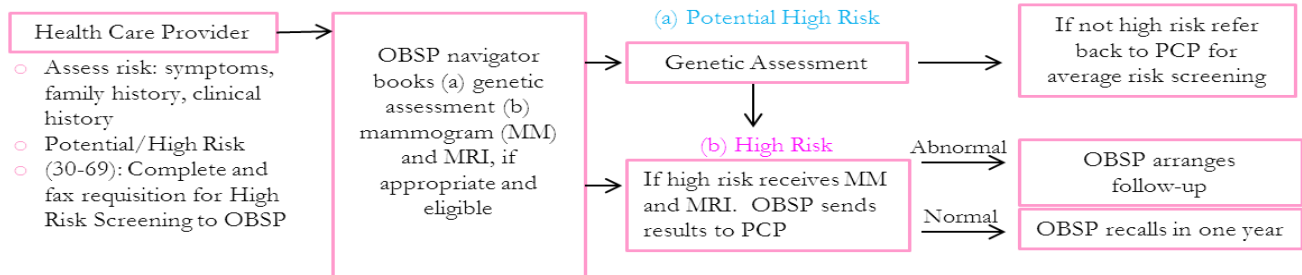 Health Care Provider
○ Assess risk: symptoms,
family history, clinical
history
○ Potential/High Risk
○ (30-69): Complete and
fax requisition for High
Risk Screening to OBSP
OBSP navigator
books (a) genetic
assessment (b)
mammogram (MM)
and MRI, if
appropriate and
eligible
(a) Potential High Risk
Genetic Assessment
If not high risk refer
back to PCP for
average risk screening
(b) High Risk
If high risk receives MM
and MRI. OBSP sends
results to PCP
Abnormal
OBSP arranges
follow-up
Normal
OBSP recalls in one year